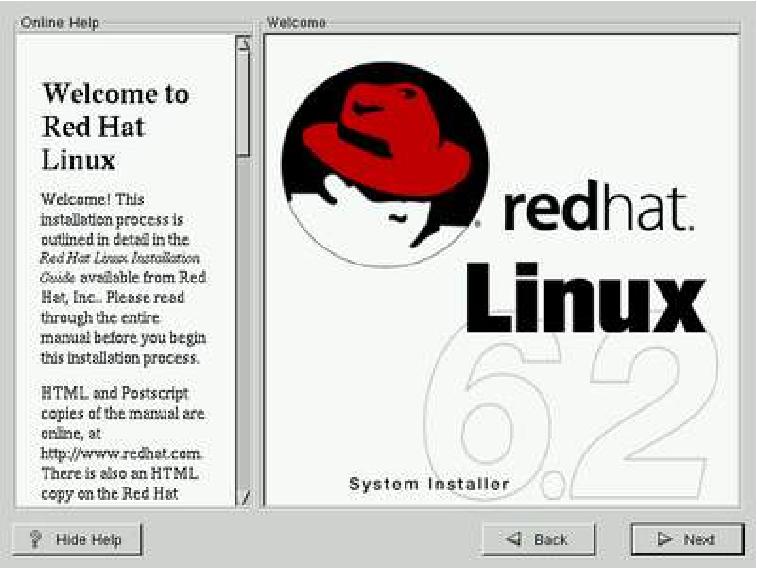 Online Help
Welcome to
Red Hat
Linux
Welcome! This
installation process is
outlined in detail in the
Red Hat Linux Installation
Guide available from Red
Hat, Inc.. Please read
through the entire
manual before you begin
this installation process.
HTML and Postscript
copies of the manual are
online, at
http://www.redhat.com.
There is also an HTML
copy on the Red Hat
Welcome
redhat.
Linux
6.2
System Installer
Hide Help
Back
Next